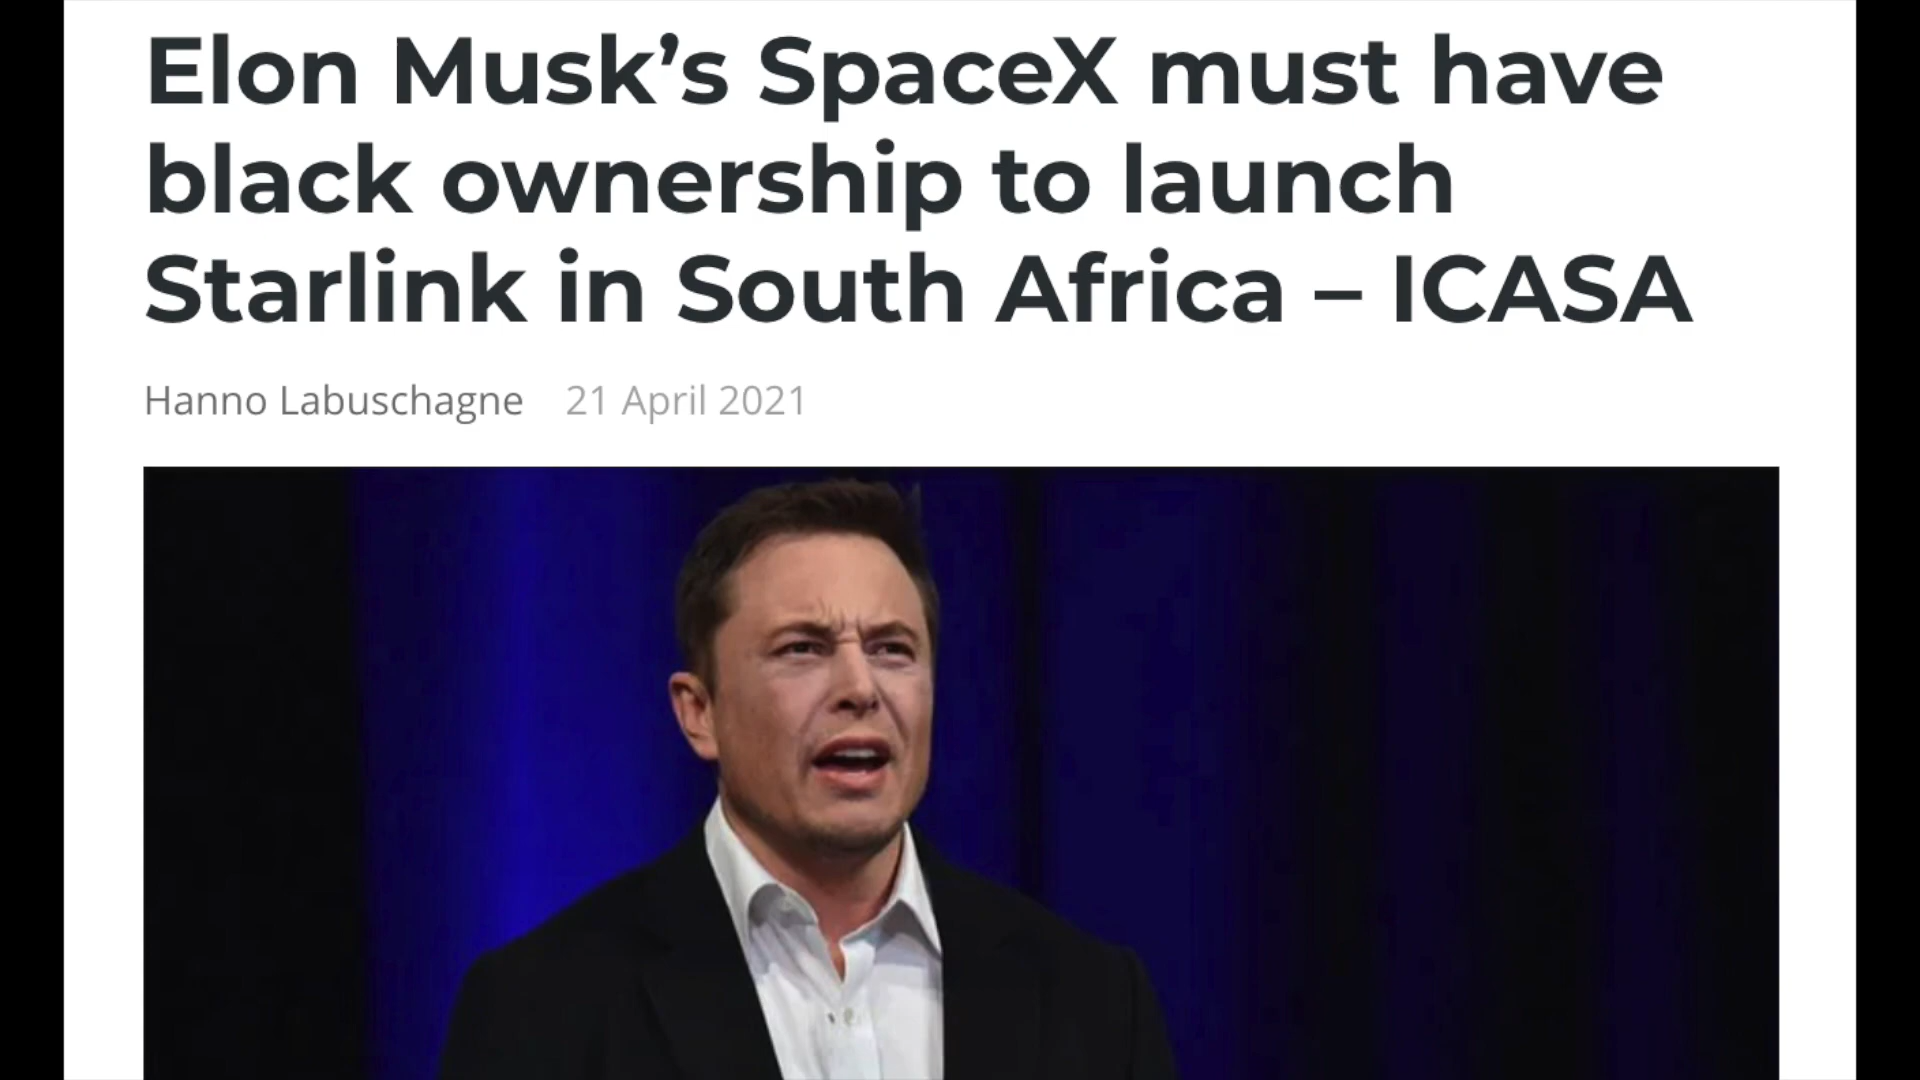 Elon Musk’s SpaceX must have
black ownership to launch
Starlink in South Africa – ICASA
Hanno Labuschagne 21 April 2021